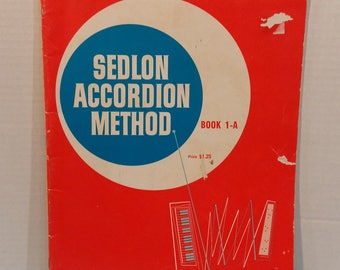 SEDLON
ACCORDION
METHOD
BOOK 1-A
Price $1.25